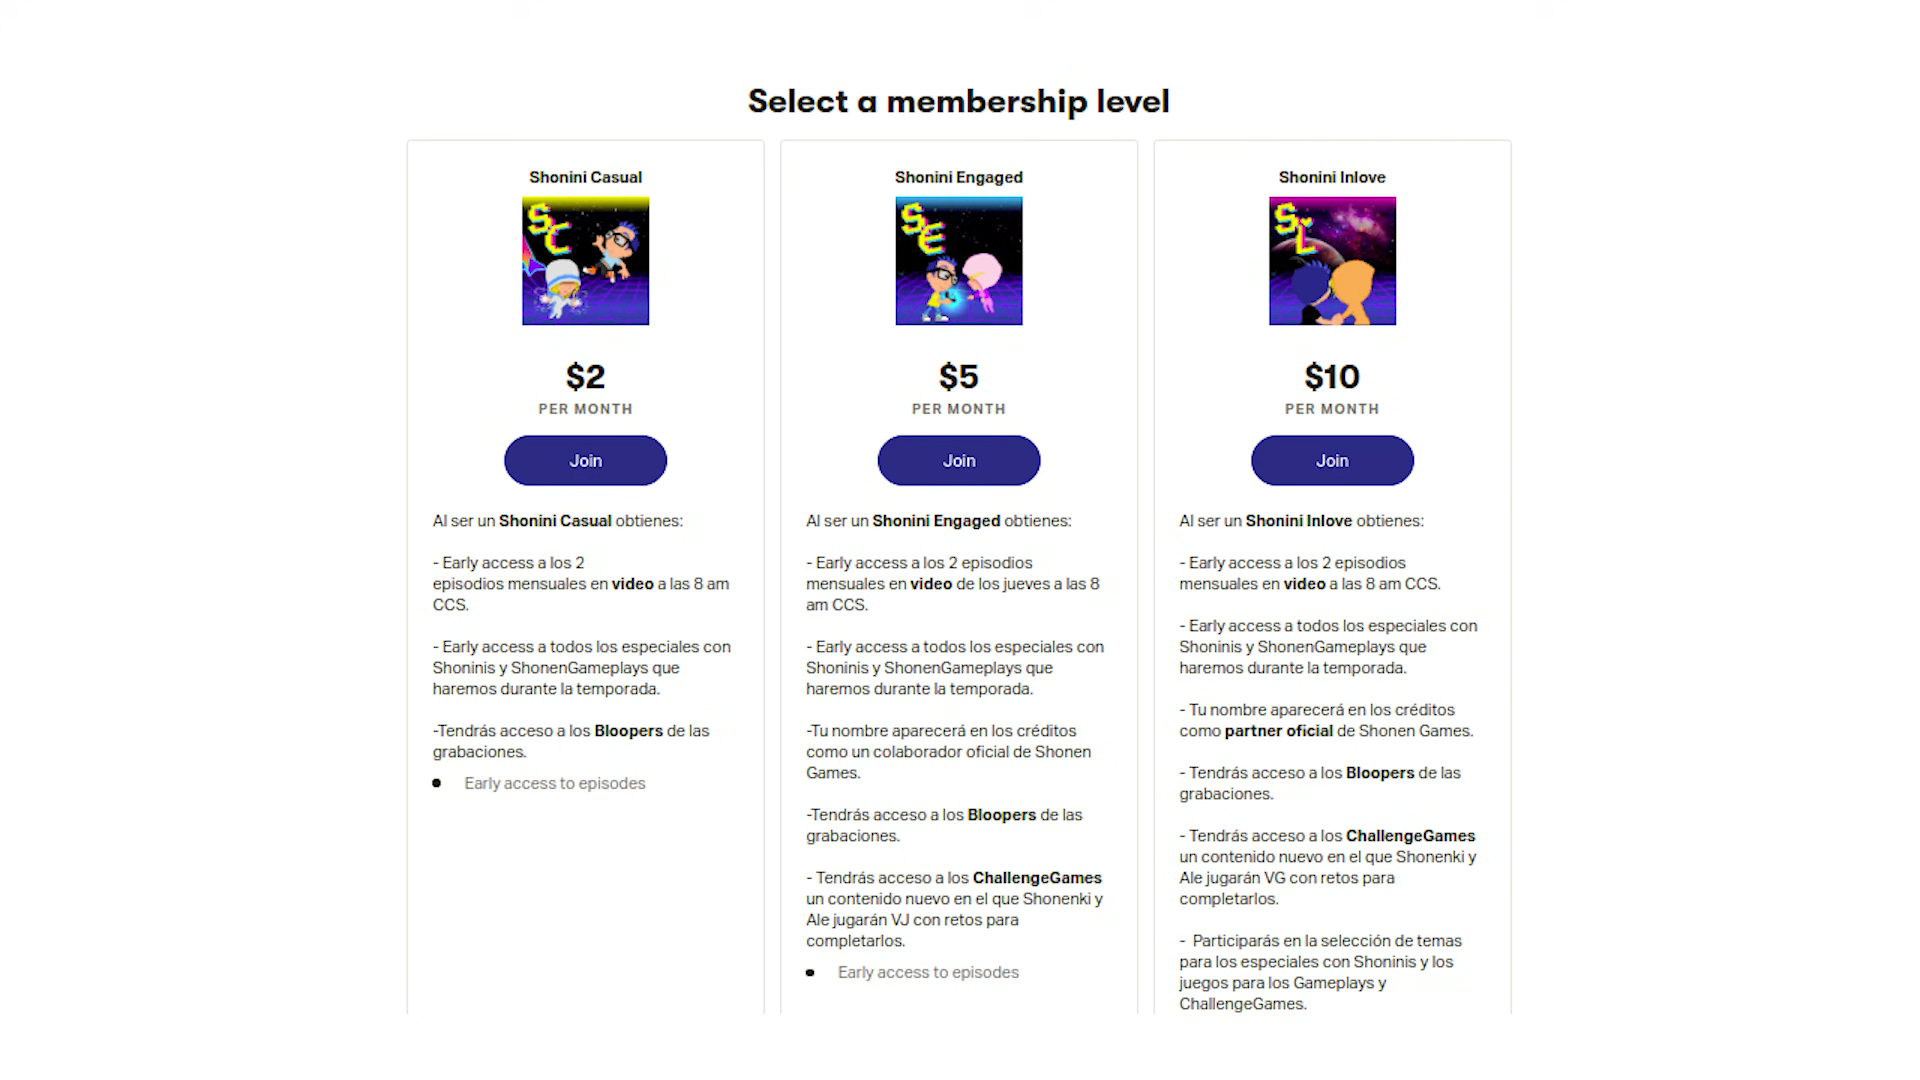 Select a membership level
Shonini Casual
SC
$2
PER MONTH
Join
Al ser un Shonini Casual obtienes:
- Early access a los 2
episodios mensuales en video a las 8 am
CCS.
- Early access a todos los especiales con
Shoninis y ShonenGameplays que
haremos durante la temporada.
-Tendrás acceso a los Bloopers de las
grabaciones.
Early access to episodes
Shonini Engaged
SE
$5
PER MONTH
Join
Al ser un Shonini Engaged obtienes:
- Early access a los 2 episodios
mensuales en video de los jueves a las 8
am CCS.
- Early access a todos los especiales con
Shoninis y ShonenGameplays que
haremos durante la temporada.
-Tu nombre aparecerá en los créditos
como un colaborador oficial de Shonen
Games.
-Tendrás acceso a los Bloopers de las
grabaciones.
- Tendrás acceso a los ChallengeGames
un contenido nuevo en el que Shonenki y
Ale jugarán VJ con retos para
completarlos.
Early access to episodes
Shonini Inlove
SL
$10
PER MONTH
Join
Al ser un Shonini Inlove obtienes:
- Early access a los 2 episodios
mensuales en video a las 8 am CCS.
- Early access a todos los especiales con
Shoninis y ShonenGameplays que
haremos durante la temporada.
- Tu nombre aparecerá en los créditos
como partner oficial de Shonen Games.
- Tendrás acceso a los Bloopers de las
grabaciones.
- Tendrás acceso a los ChallengeGames
un contenido nuevo en el que Shonenki y
Ale jugarán VG con retos para
completarlos.
- Participarás en la selección de temas
para los especiales con Shoninis y los
juegos para los Gameplays y
ChallengeGames.